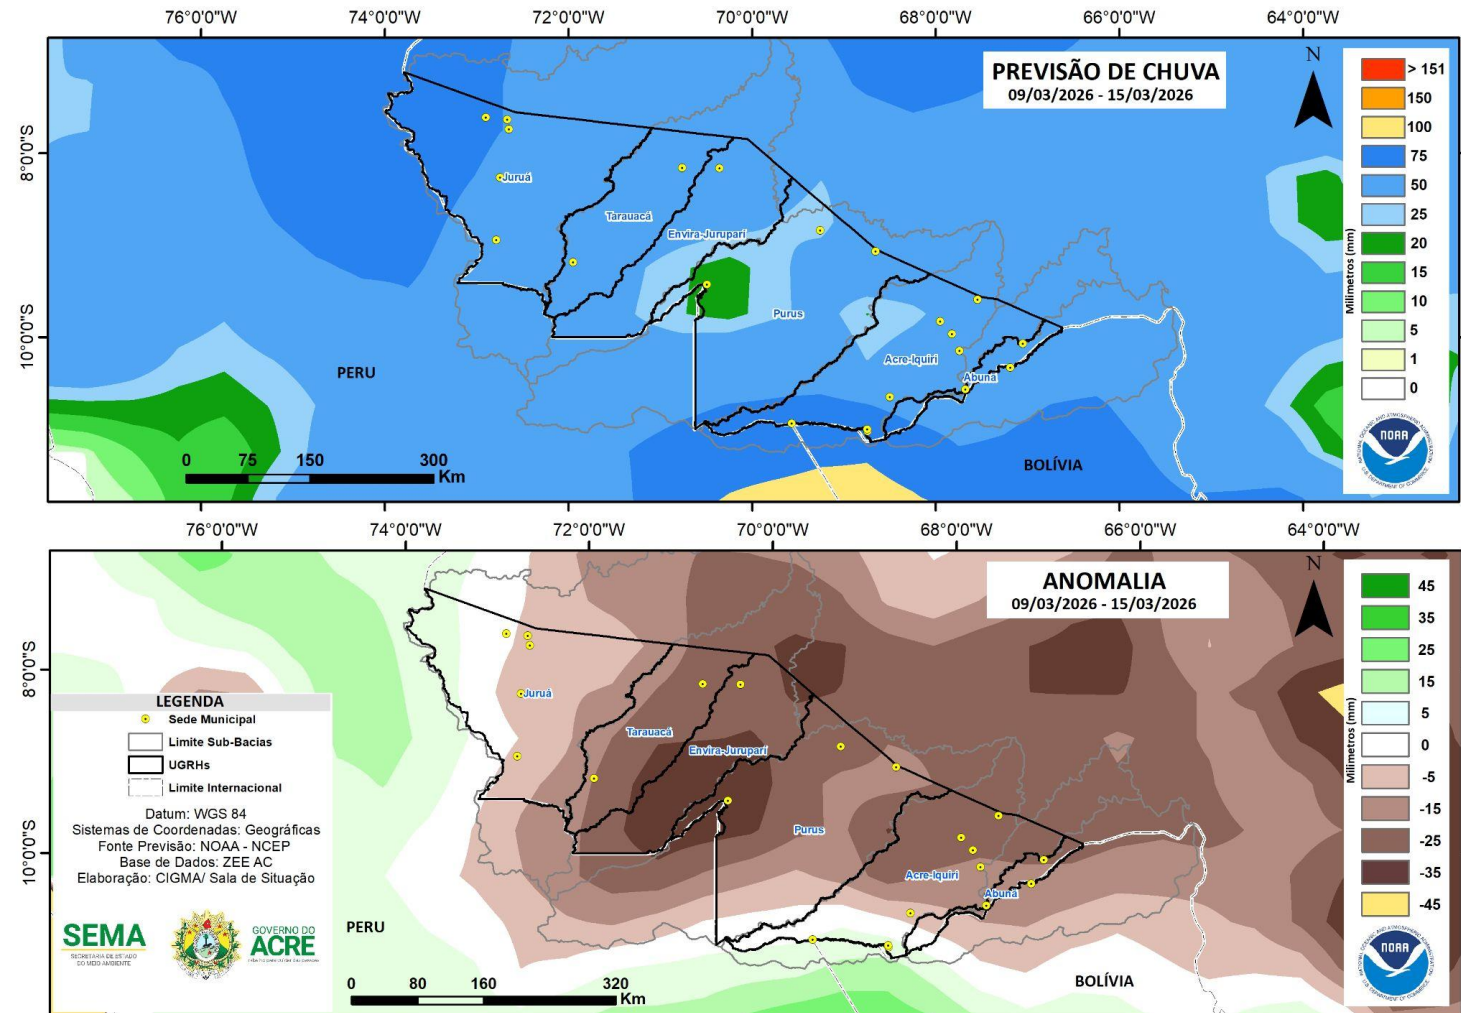 76°0'0"W 74°0'0"W 72°0'0"W 70°0'0"W 68°0'0"W 66°0'0"W 64°0'0"W
PREVISÃO DE CHUVA
09/03/2026 - 15/03/2026
N
8°0'0"S
10°0'0"S
Juruá
Tarauacá
Envira-Jurupari
Purus
Acre-Iquiri
Abunã
PERU
BOLÍVIA
0 75 150 300
Km
Milimetros (mm)
> 151
150
100
75
50
25
20
15
10
5
1
0
NOAA
76°0'0"W 74°0'0"W 72°0'0"W 70°0'0"W 68°0'0"W 66°0'0"W 64°0'0"W
ANOMALIA
09/03/2026 - 15/03/2026
N
8°0'0"S
10°0'0"S
Juruá
Tarauacá
Envira-Jurupari
Purus
Acre-Iquiri
Abunã
PERU
BOLÍVIA
0 80 160 320
Km
Milimetros (mm)
45
35
25
15
5
0
-5
-15
-25
-35
-45
NOAA
LEGENDA
Sede Municipal
Limite Sub-Bacias
UGRHs
Limite Internacional
Datum: WGS 84
Sistemas de Coordenadas: Geográficas
Fonte Previsão: NOAA - NCEP
Base de Dados: ZEE AC
Elaboração: CIGMA/ Sala de Situação
SEMA
SECRETARIA DE ESTADO
DO MEIO AMBIENTE
GOVERNO DO
ACRE